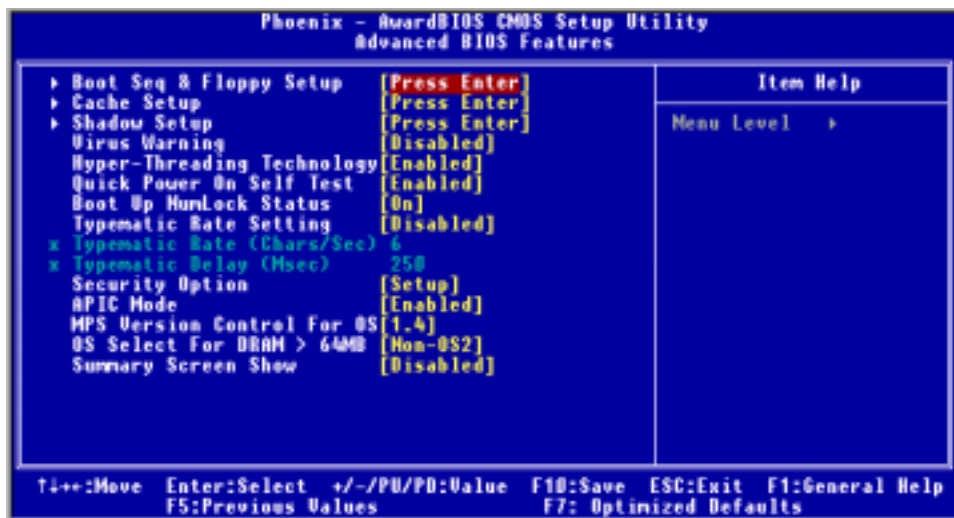 Phoenix - AwardBIOS CMOS Setup Utility
Advanced BIOS Features
▸ Boot Seq & Floppy Setup [Press Enter] Item Help
▸ Cache Setup [Press Enter]
▸ Shadow Setup [Press Enter] Menu Level ▸
Virus Warning [Disabled]
Hyper-Threading Technology[Enabled]
Quick Power On Self Test [Enabled]
Boot Up NumLock Status [On]
Typematic Rate Setting [Disabled]
x Typematic Rate (Chars/Sec) 6
x Typematic Delay (Msec) 250
Security Option [Setup]
APIC Mode [Enabled]
MPS Version Control For OS[1.4]
OS Select For DRAM > 64MB [Non-OS2]
Summary Screen Show [Disabled]
↑↓→←:Move Enter:Select +/-/PU/PD:Value F10:Save ESC:Exit F1:General Help
F5:Previous Values F7: Optimized Defaults